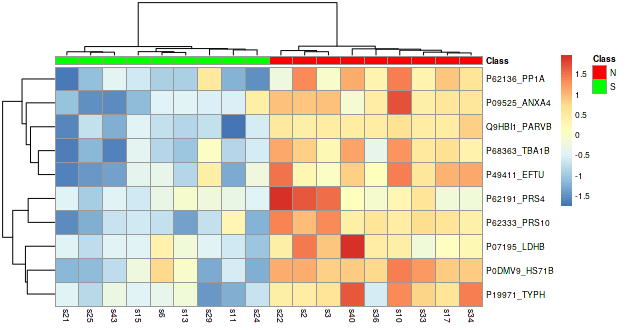 Class
P62136_PP1A
P09525_ANXA4
Q9HBI1_PARVB
P68363_TBA1B
P49411_EFTU
P62191_PRS4
P62333_PRS10
P07195_LDHB
P0DMV9_HS71B
P19971_TYPH
s21 s25 s43 s15 s6 s13 s29 s11 s24 s22 s2 s3 s40 s36 s10 s33 s17 s34
1.5
1
0.5
0
-0.5
-1
-1.5
Class
N
S